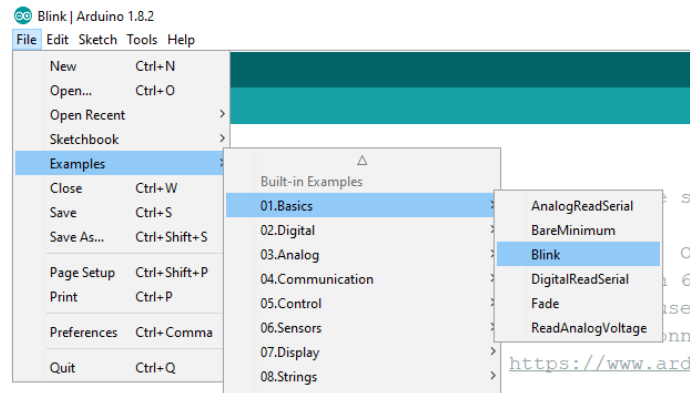 Blink | Arduino 1.8.2
File Edit Sketch Tools Help
New Ctrl+N
Open... Ctrl+O
Open Recent
Sketchbook
Examples
Close Ctrl+W
Save Ctrl+S
Save As... Ctrl+Shift+S
Page Setup Ctrl+Shift+P
Print Ctrl+P
Preferences Ctrl+Comma
Quit Ctrl+Q
Built-in Examples
01.Basics
02.Digital
03.Analog
04.Communication
05.Control
06.Sensors
07.Display
08.Strings
AnalogReadSerial
BareMinimum
Blink
DigitalReadSerial
Fade
ReadAnalogVoltage
https://www.ard